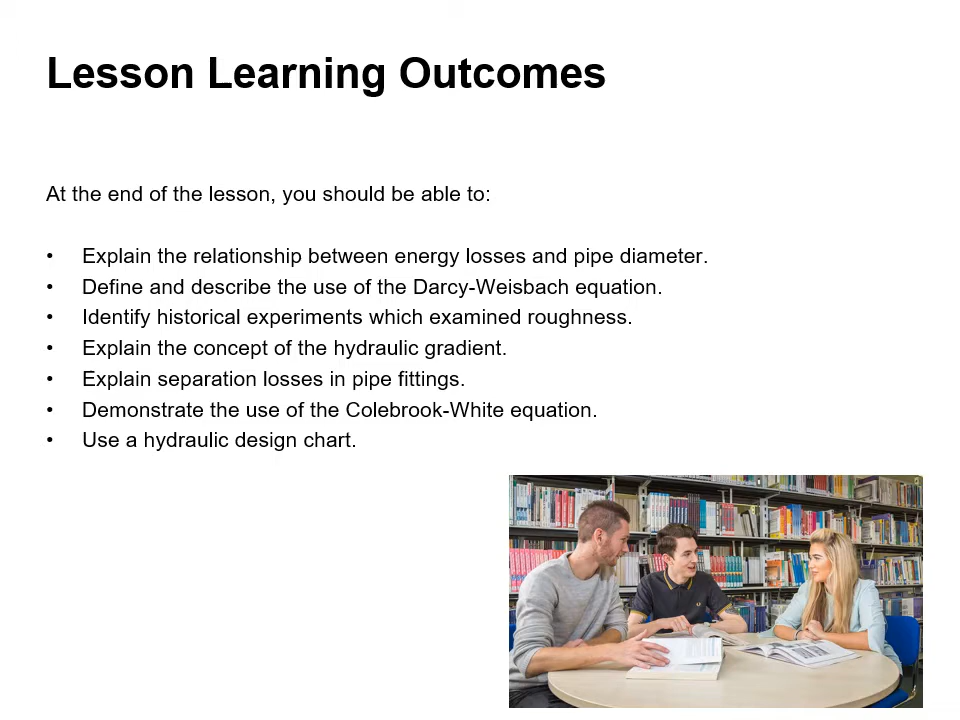 Lesson Learning Outcomes
At the end of the lesson, you should be able to:
• Explain the relationship between energy losses and pipe diameter.
• Define and describe the use of the Darcy-Weisbach equation.
• Identify historical experiments which examined roughness.
• Explain the concept of the hydraulic gradient.
• Explain separation losses in pipe fittings.
• Demonstrate the use of the Colebrook-White equation.
• Use a hydraulic design chart.